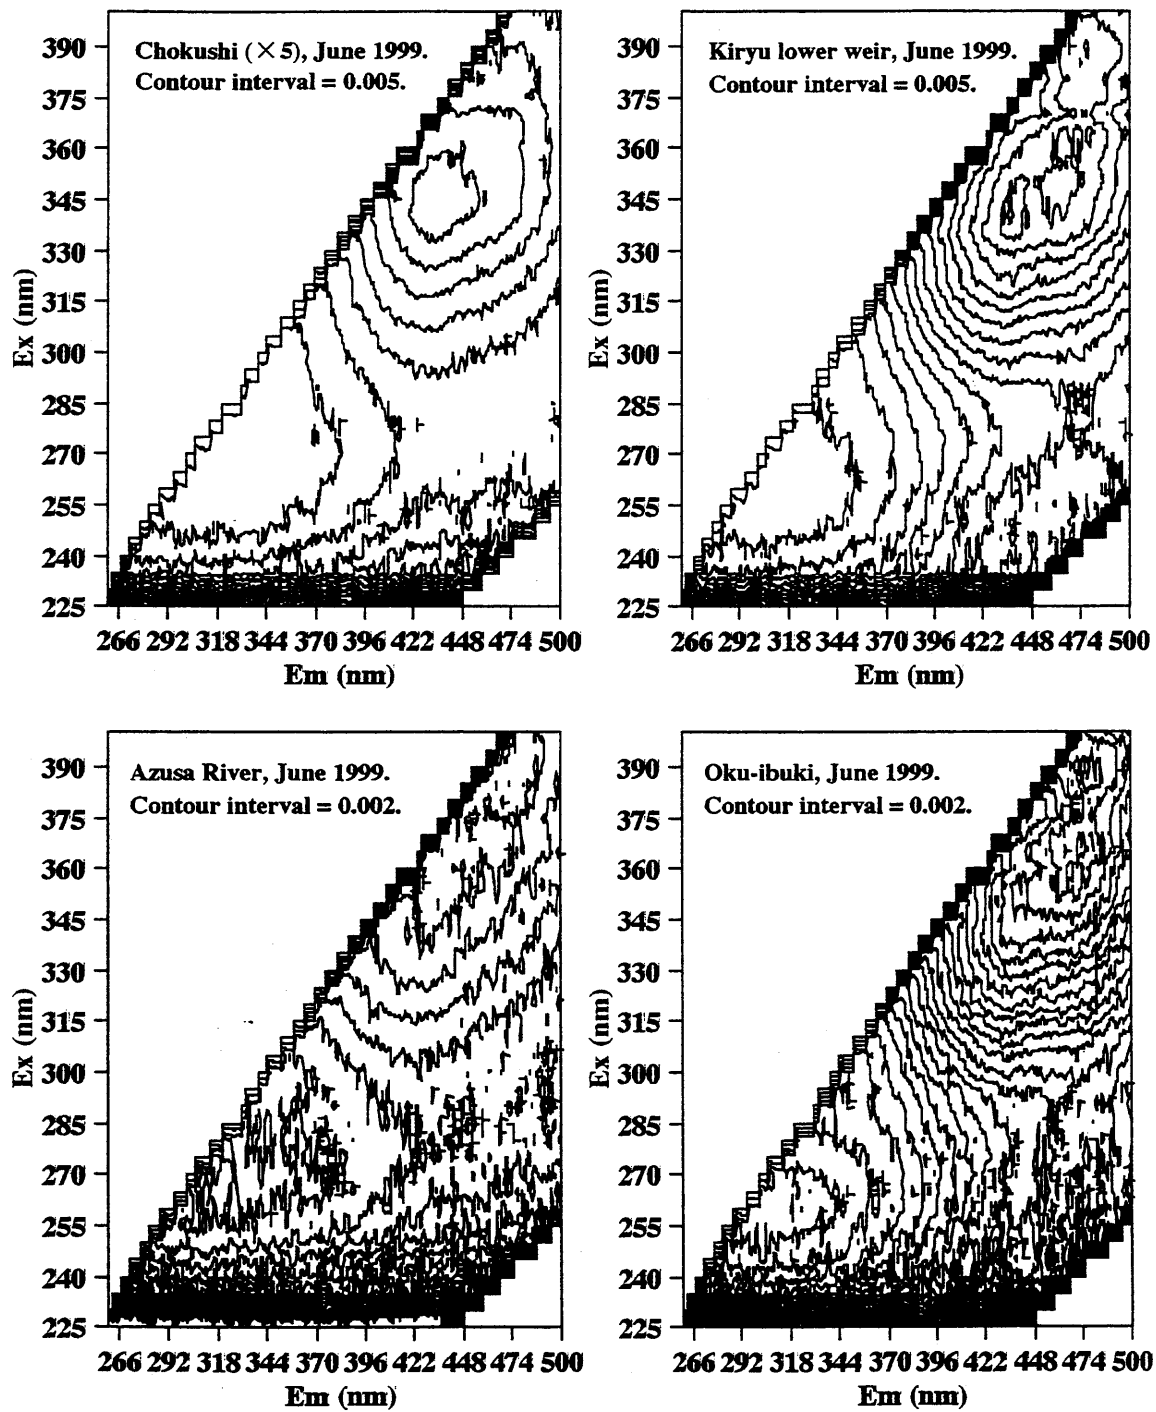 Chokushi (×5), June 1999.
Contour interval = 0.005.
390
375
360
345
330
315
300
285
270
255
240
225
Ex (nm)
266 292 318 344 370 396 422 448 474 500
Em (nm)
Kiryu lower weir, June 1999.
Contour interval = 0.005.
390
375
360
345
330
315
300
285
270
255
240
225
Ex (nm)
266 292 318 344 370 396 422 448 474 500
Em (nm)
Azusa River, June 1999.
Contour interval = 0.002.
390
375
360
345
330
315
300
285
270
255
240
225
Ex (nm)
266 292 318 344 370 396 422 448 474 500
Em (nm)
Oku-ibuki, June 1999.
Contour interval = 0.002.
390
375
360
345
330
315
300
285
270
255
240
225
Ex (nm)
266 292 318 344 370 396 422 448 474 500
Em (nm)